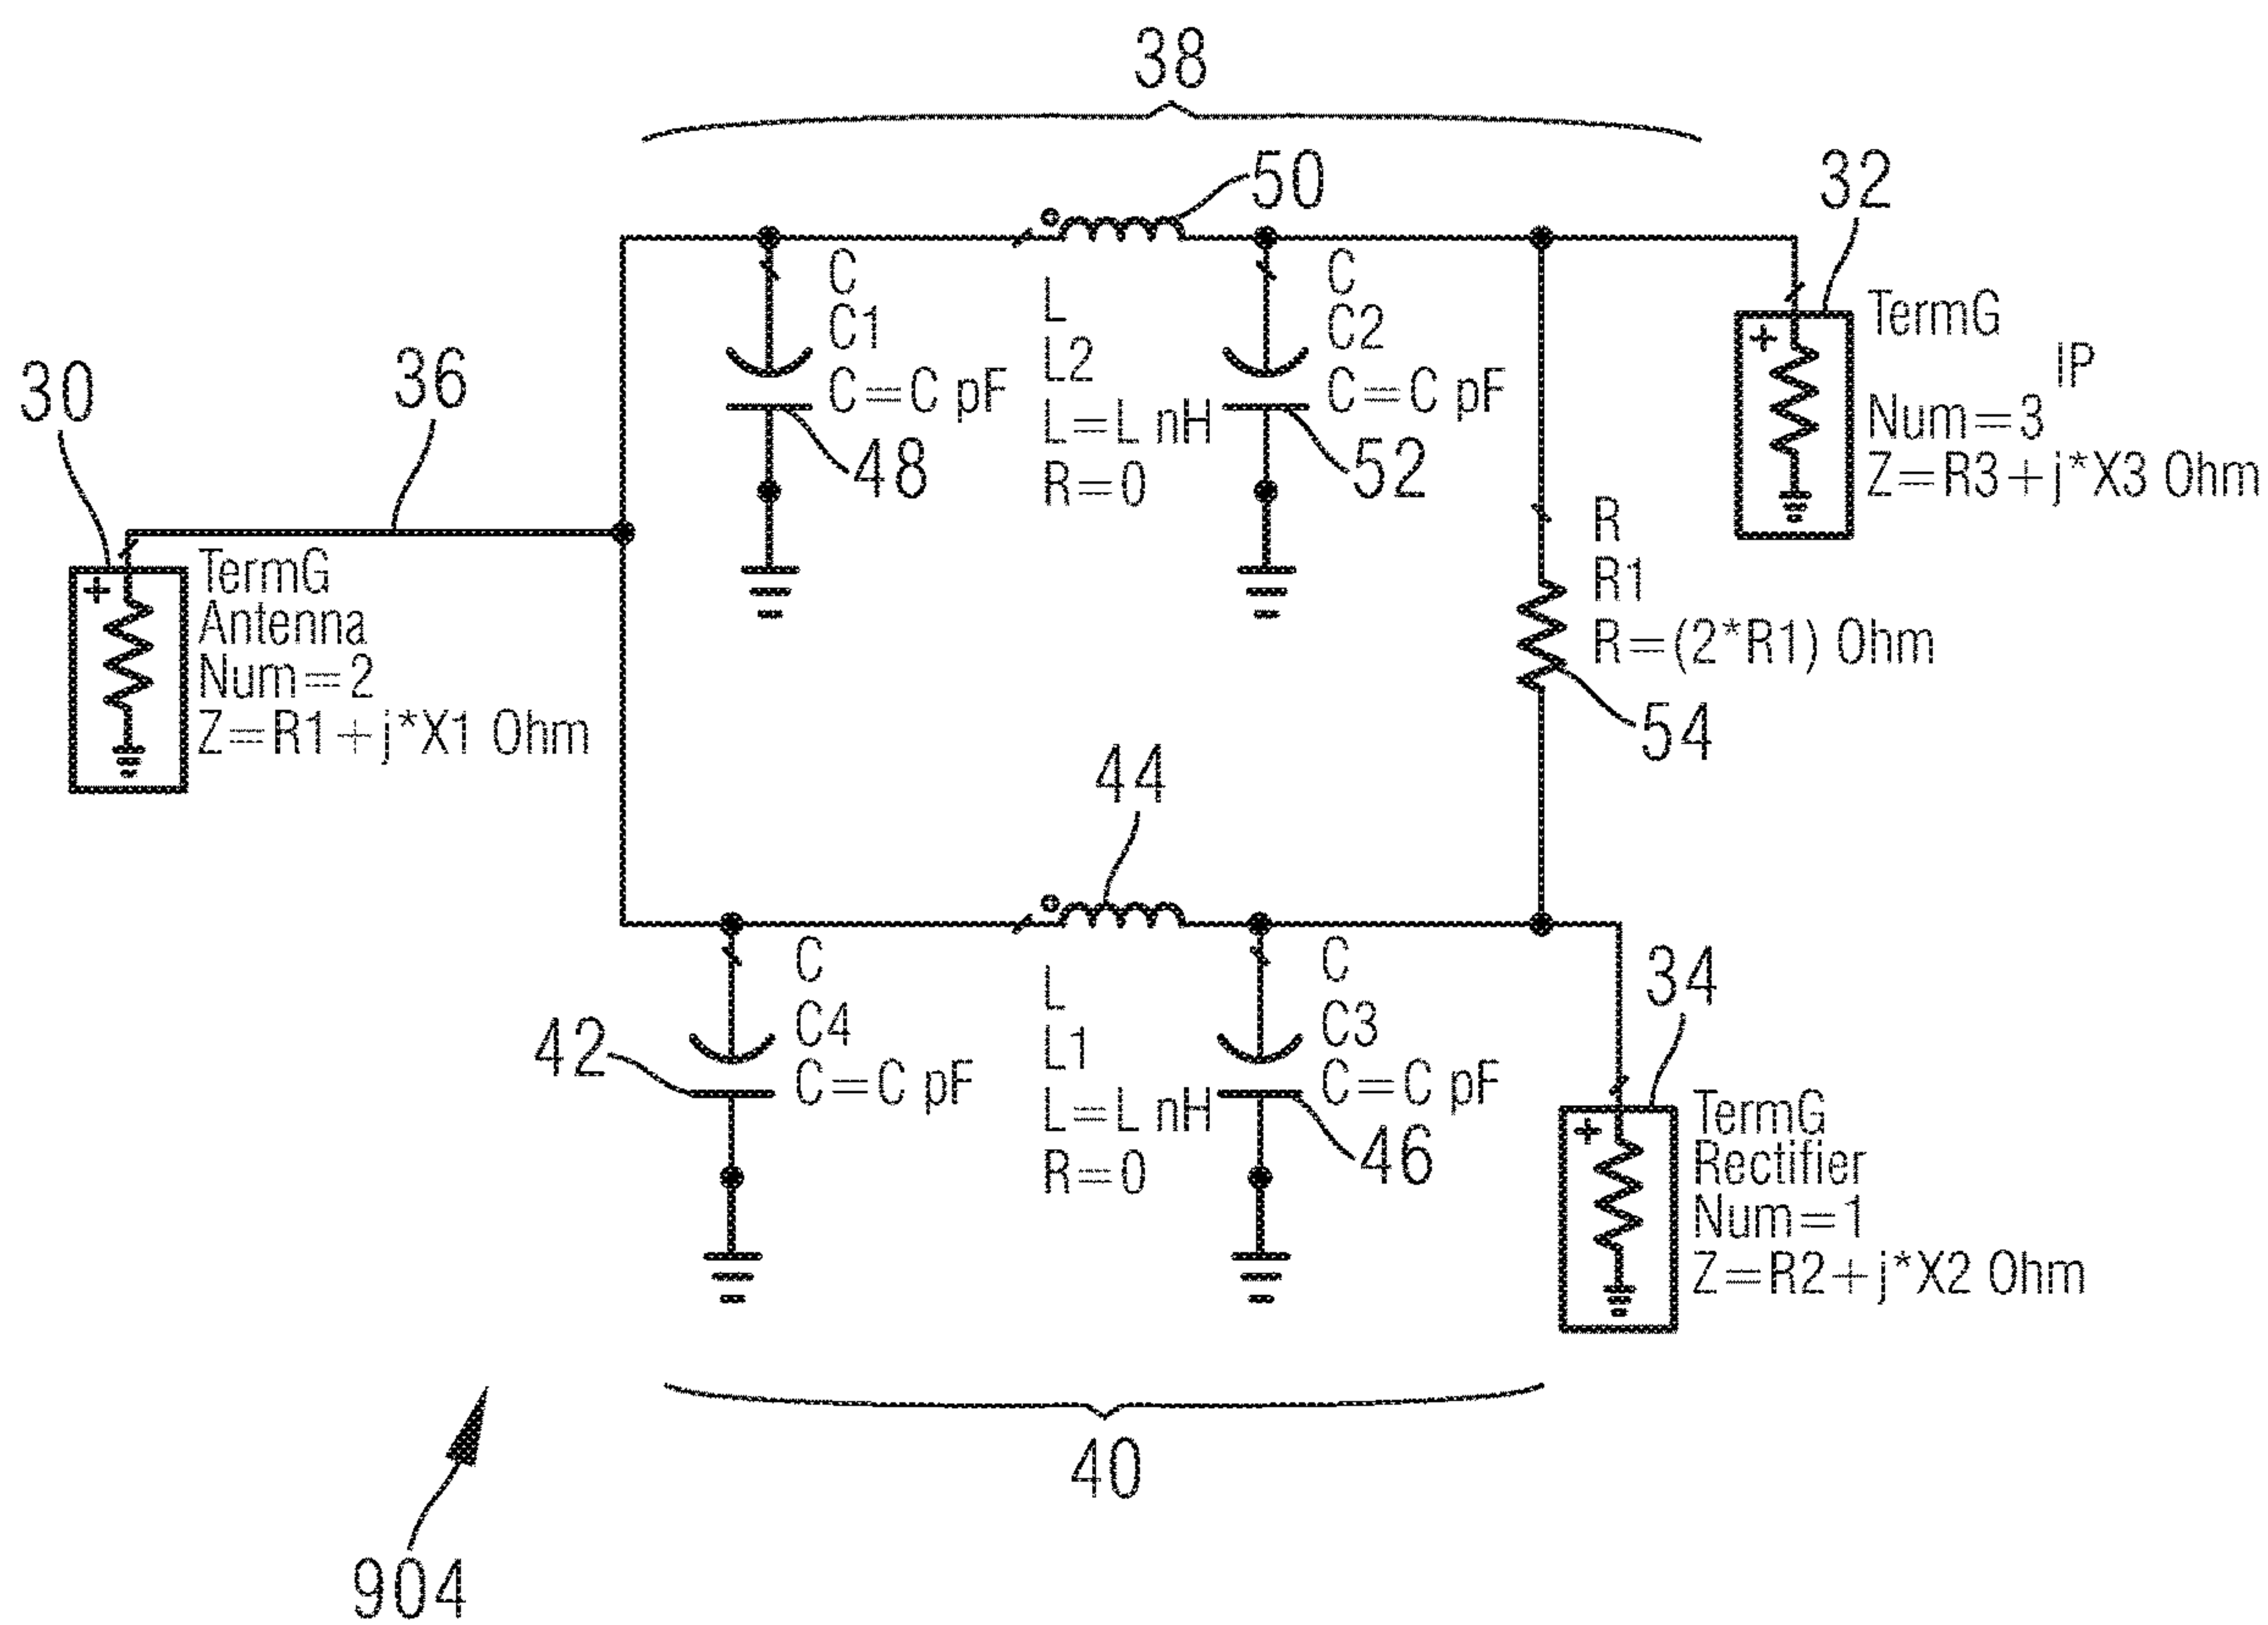 38
50
32
C
C1
C=C pF
48
L
L2
L=L nH
R=0
C
C2
C=C pF
52
+
TermG
IP
Num=3
Z=R3+j*X3 Ohm
30
36
+
TermG
Antenna
Num=2
Z=R1+j*X1 Ohm
R
R1
R=(2*R1) Ohm
54
44
42
C
C4
C=C pF
L
L1
L=L nH
R=0
C
C3
C=C pF
46
34
+
TermG
Rectifier
Num=1
Z=R2+j*X2 Ohm
40
904